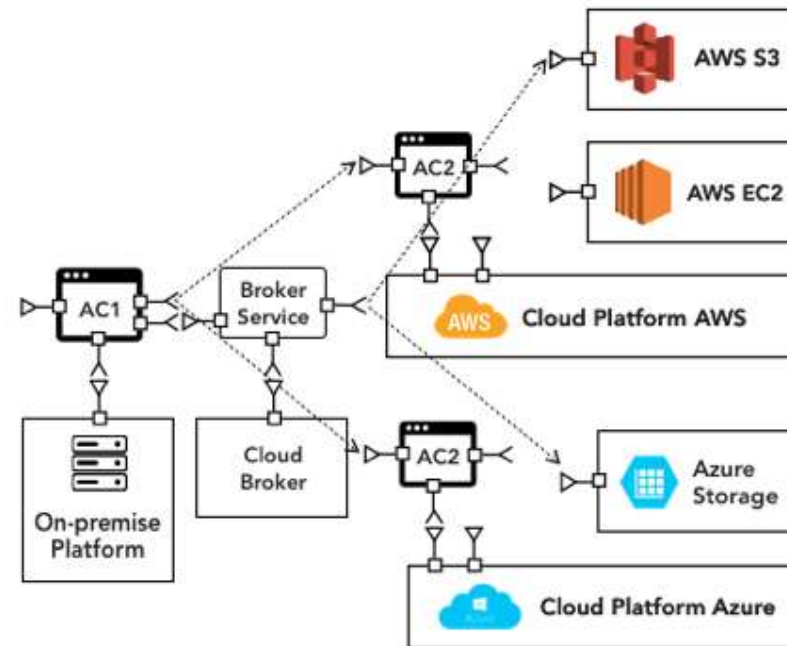 AWS S3
AC2
AWS EC2
AC1
Broker
Service
AWS
Cloud Platform AWS
On-premise
Platform
Cloud
Broker
AC2
Azure
Storage
Cloud Platform Azure